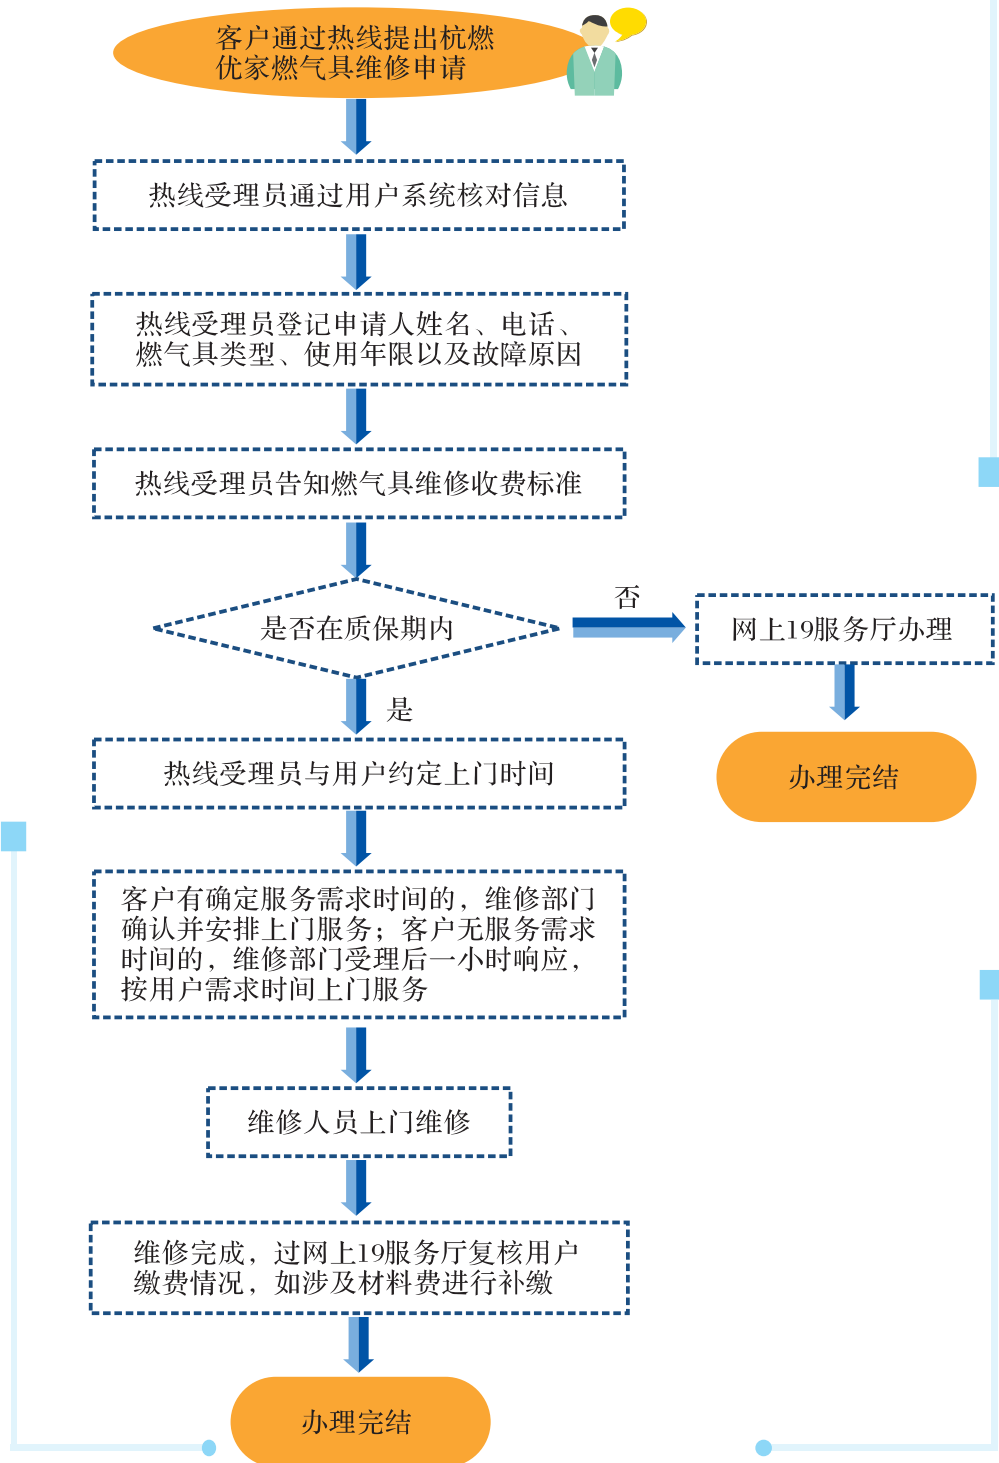 客户通过热线提出杭燃
优家燃气具维修申请
热线受理员通过用户系统核对信息
热线受理员登记申请人姓名、电话、
燃气具类型、使用年限以及故障原因
热线受理员告知燃气具维修收费标准
是否在质保期内
否
网上19服务厅办理
办理完结
是
热线受理员与用户约定上门时间
客户有确定服务需求时间的，维修部门
确认并安排上门服务；客户无服务需求
时间的，维修部门受理后一小时响应，
按用户需求时间上门服务
维修人员上门维修
维修完成，过网上19服务厅复核用户
缴费情况，如涉及材料费进行补缴
办理完结